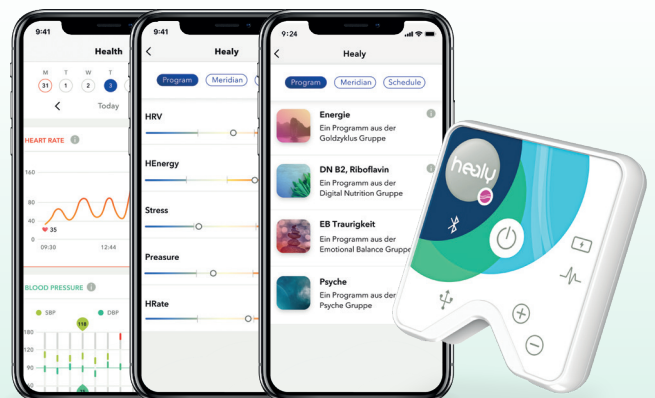 9:41
Health
M T W T
31 1 2 3
Today
HEART RATE
160
80
40
35
0
09:30 12:44
BLOOD PRESSURE
SBP DBP
180
118
120
90
60
9:41
Healy
Program Meridian
HRV
HEnergy
Stress
Preasure
HRate
9:24
Healy
Program Meridian Schedule
Energie
Ein Programm aus der
Goldzyklus Gruppe
DN B2, Riboflavin
Ein Programm aus der
Digital Nutrition Gruppe
EB Traurigkeit
Ein Programm aus der
Emotional Balance Gruppe
Psyche
Ein Programm aus der
Psyche Gruppe
healy